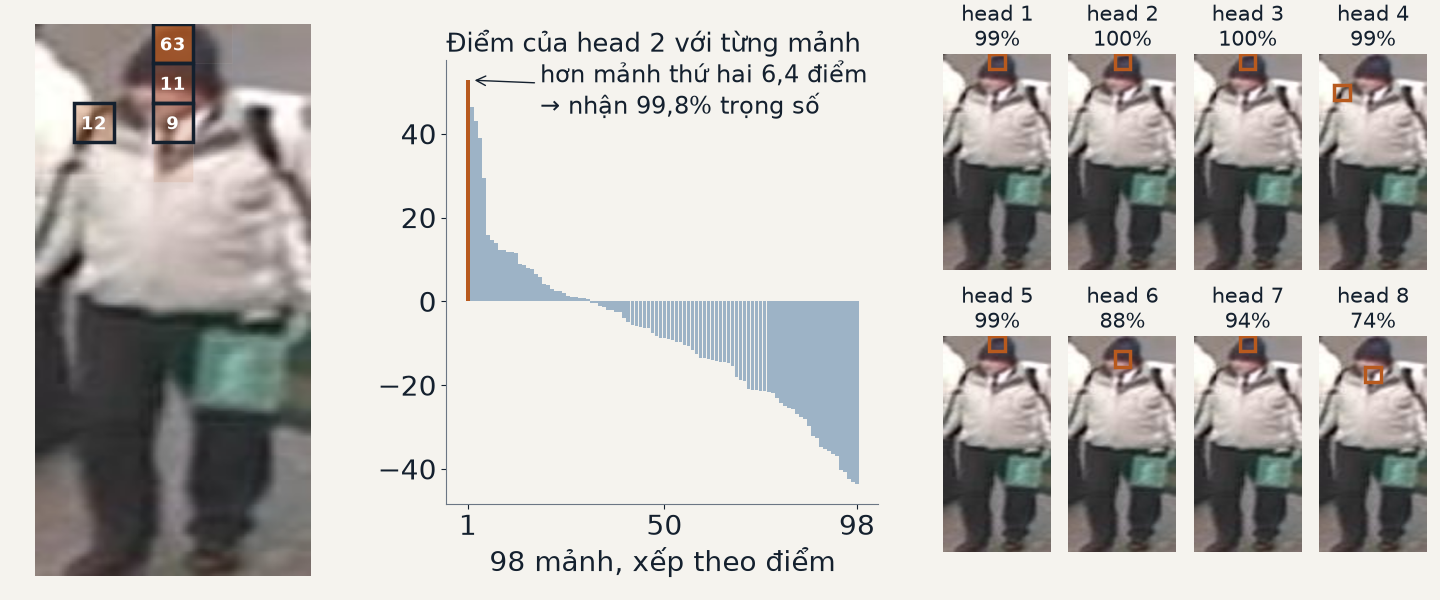 63
11
12
9
Điểm của head 2 với từng mảnh
hơn mảnh thứ hai 6,4 điểm
→ nhận 99,8% trọng số
40
20
0
−20
−40
1
50
98
98 mảnh, xếp theo điểm
head 1
99%
head 2
100%
head 3
100%
head 4
99%
head 5
99%
head 6
88%
head 7
94%
head 8
74%